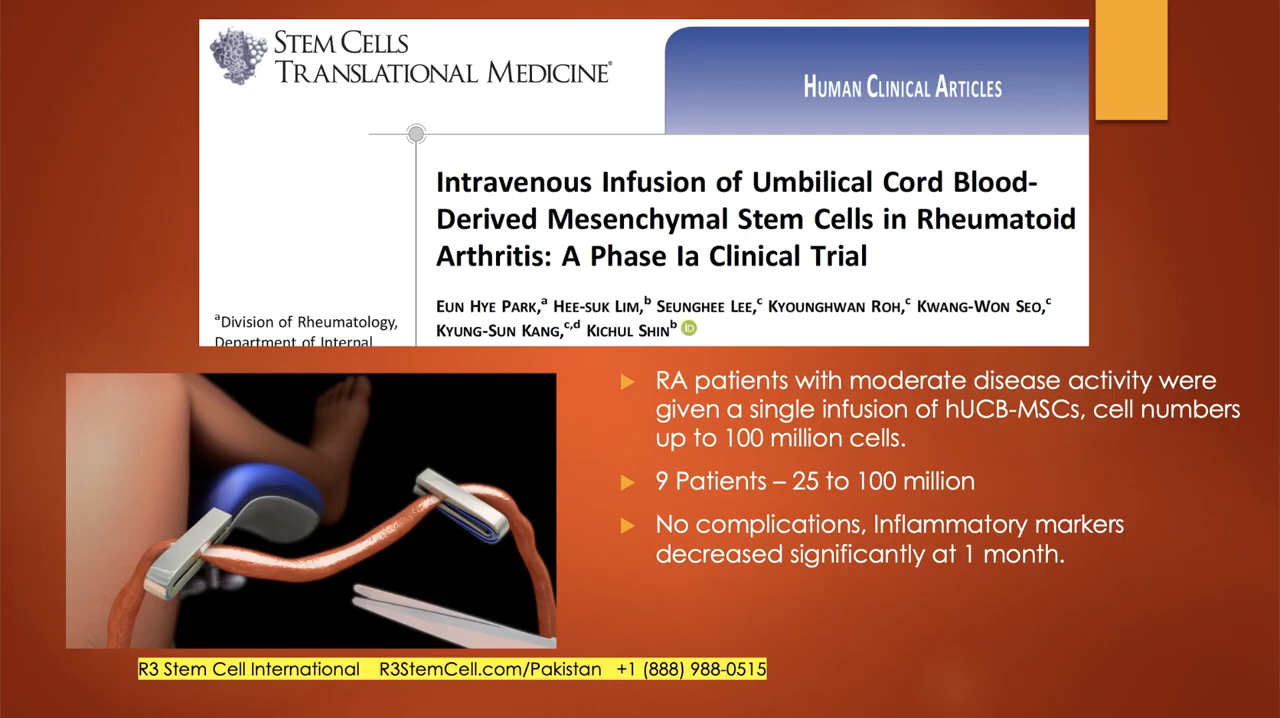 STEM CELLS
TRANSLATIONAL MEDICINE®
HUMAN CLINICAL ARTICLES
Intravenous Infusion of Umbilical Cord Blood-
Derived Mesenchymal Stem Cells in Rheumatoid
Arthritis: A Phase Ia Clinical Trial
EUN HYE PARK,ᵃ HEE-SUK LIM,ᵇ SEUNGHEE LEE,ᶜ KYOUNGHWAN ROH,ᶜ KWANG-WON SEO,ᶜ
KYUNG-SUN KANG,ᶜ,ᵈ KICHUL SHINᵇ iD
ᵃDivision of Rheumatology,
Department of Internal
RA patients with moderate disease activity were
given a single infusion of hUCB-MSCs, cell numbers
up to 100 million cells.
9 Patients – 25 to 100 million
No complications, Inflammatory markers
decreased significantly at 1 month.
R3 Stem Cell International R3StemCell.com/Pakistan +1 (888) 988-0515